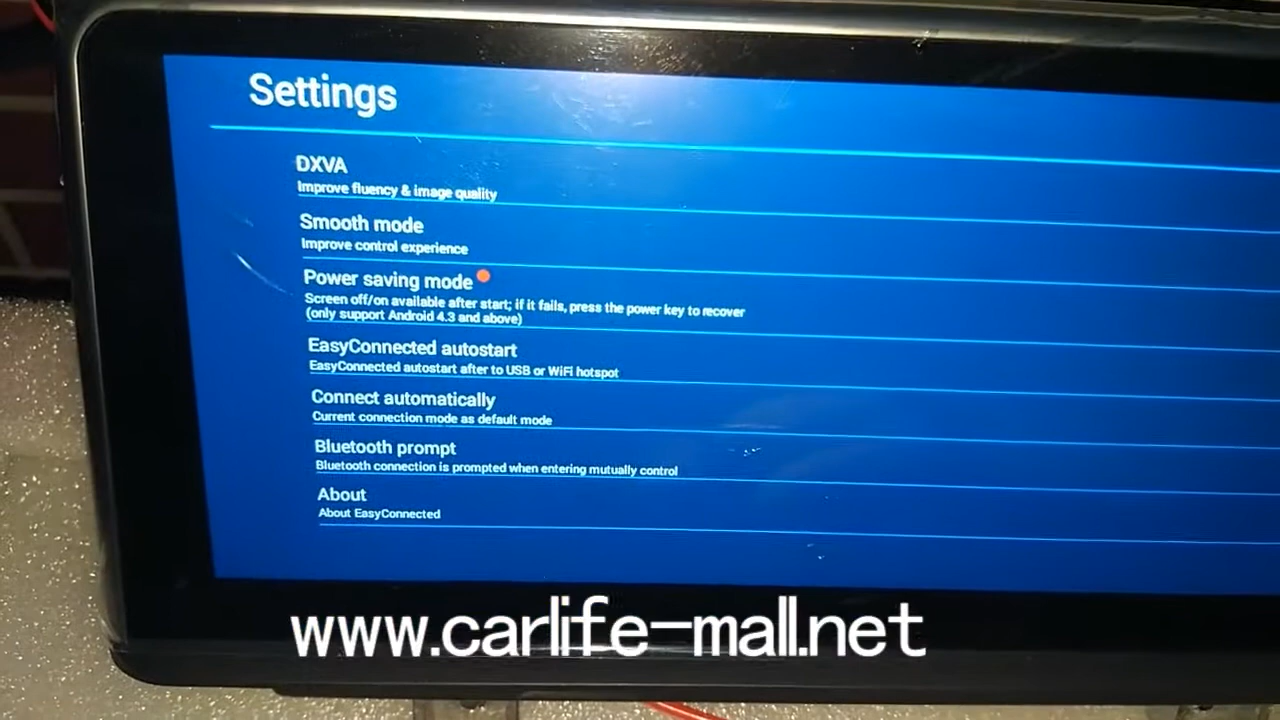 Settings
DXVA
Improve fluency & image quality
Smooth mode
Improve control experience
Power saving mode
Screen off/on available after start; if it fails, press the power key to recover
(only support Android 4.3 and above)
EasyConnected autostart
EasyConnected autostart after to USB or WiFi hotspot
Connect automatically
Current connection mode as default mode
Bluetooth prompt
Bluetooth connection is prompted when entering mutually control
About
About EasyConnected
www.carlife-mall.net